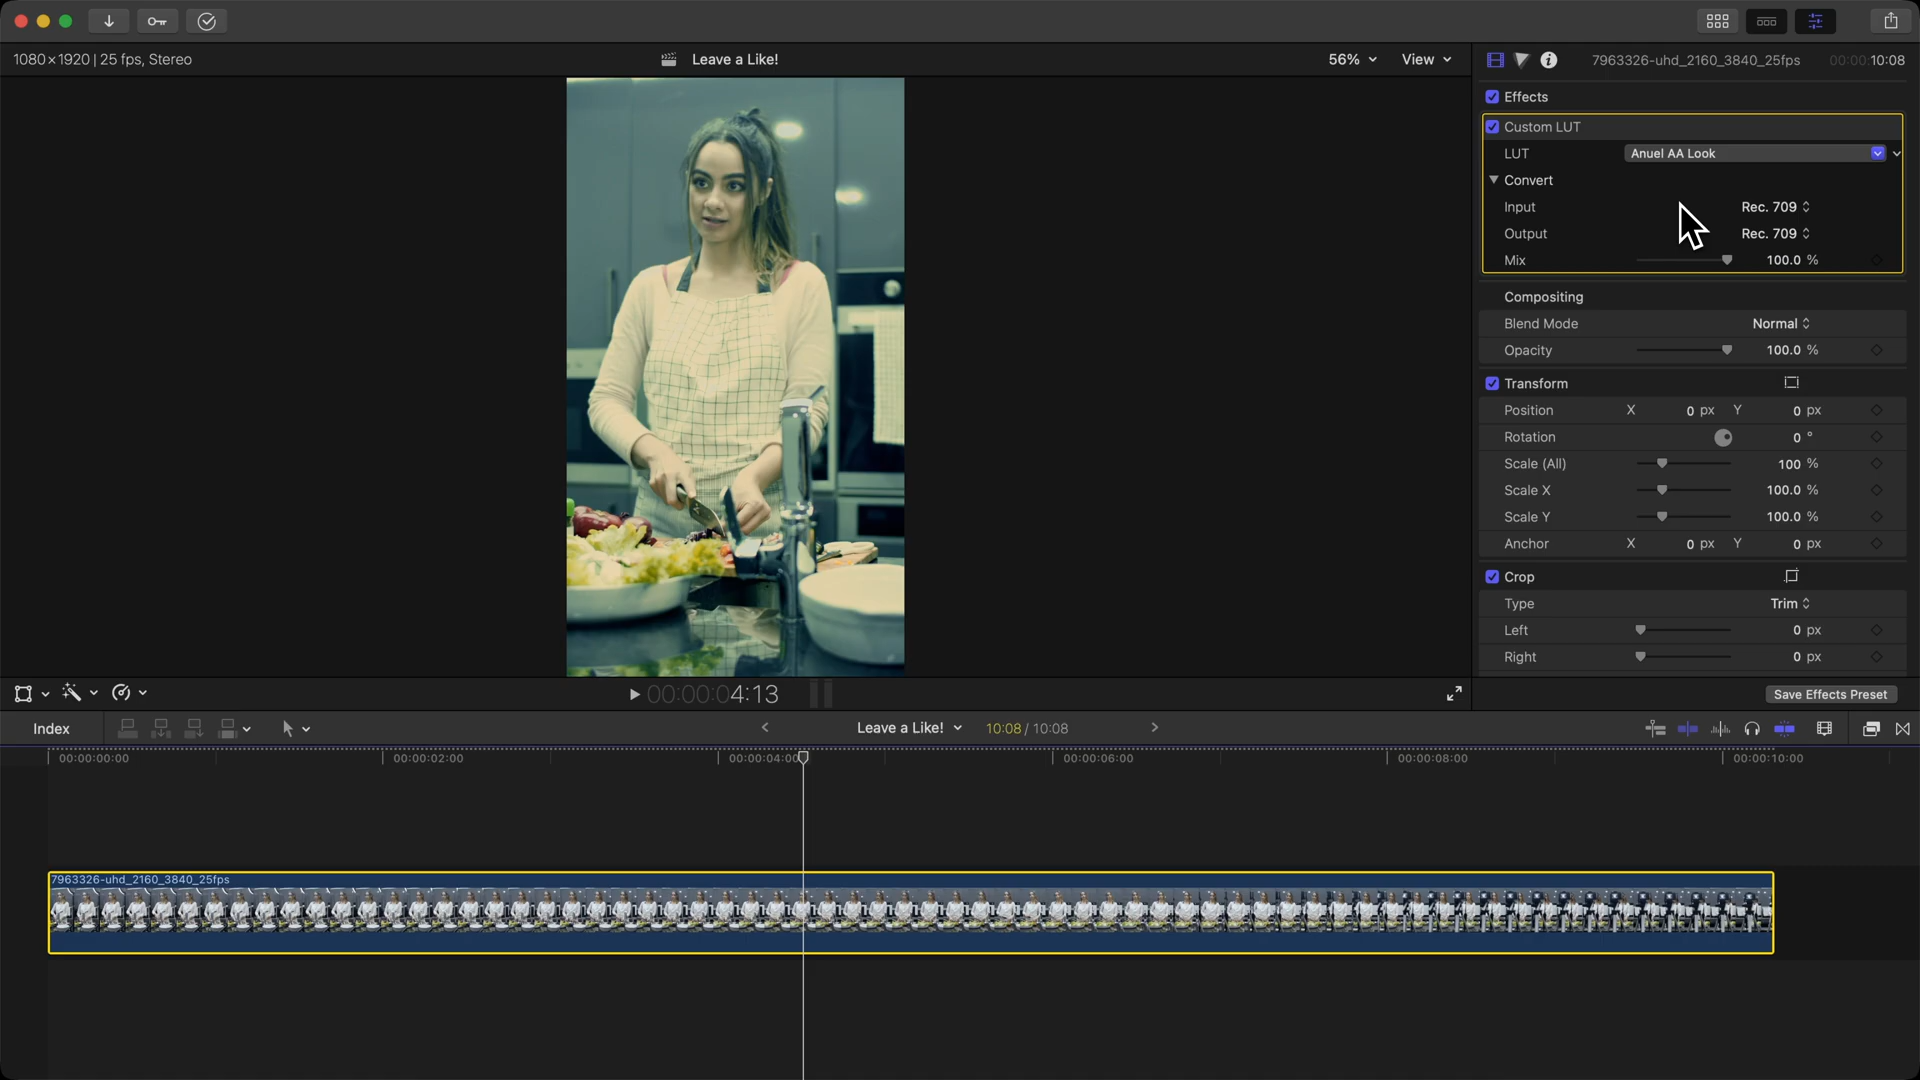 1080×1920 | 25 fps, Stereo
Leave a Like!
56%
View
7963326-uhd_2160_3840_25fps
00:00:10:08
Effects
Custom LUT
LUT
Anuel AA Look
Convert
Input
Rec. 709
Output
Rec. 709
Mix
100.0 %
Compositing
Blend Mode
Normal
Opacity
100.0 %
Transform
Position X 0 px Y 0 px
Rotation 0 °
Scale (All) 100 %
Scale X 100.0 %
Scale Y 100.0 %
Anchor X 0 px Y 0 px
Crop
Type Trim
Left 0 px
Right 0 px
00:00:04:13
Save Effects Preset
Index
Leave a Like!
10:08 / 10:08
00:00:00:00
00:00:02:00
00:00:04:00
00:00:06:00
00:00:08:00
00:00:10:00
7963326-uhd_2160_3840_25fps